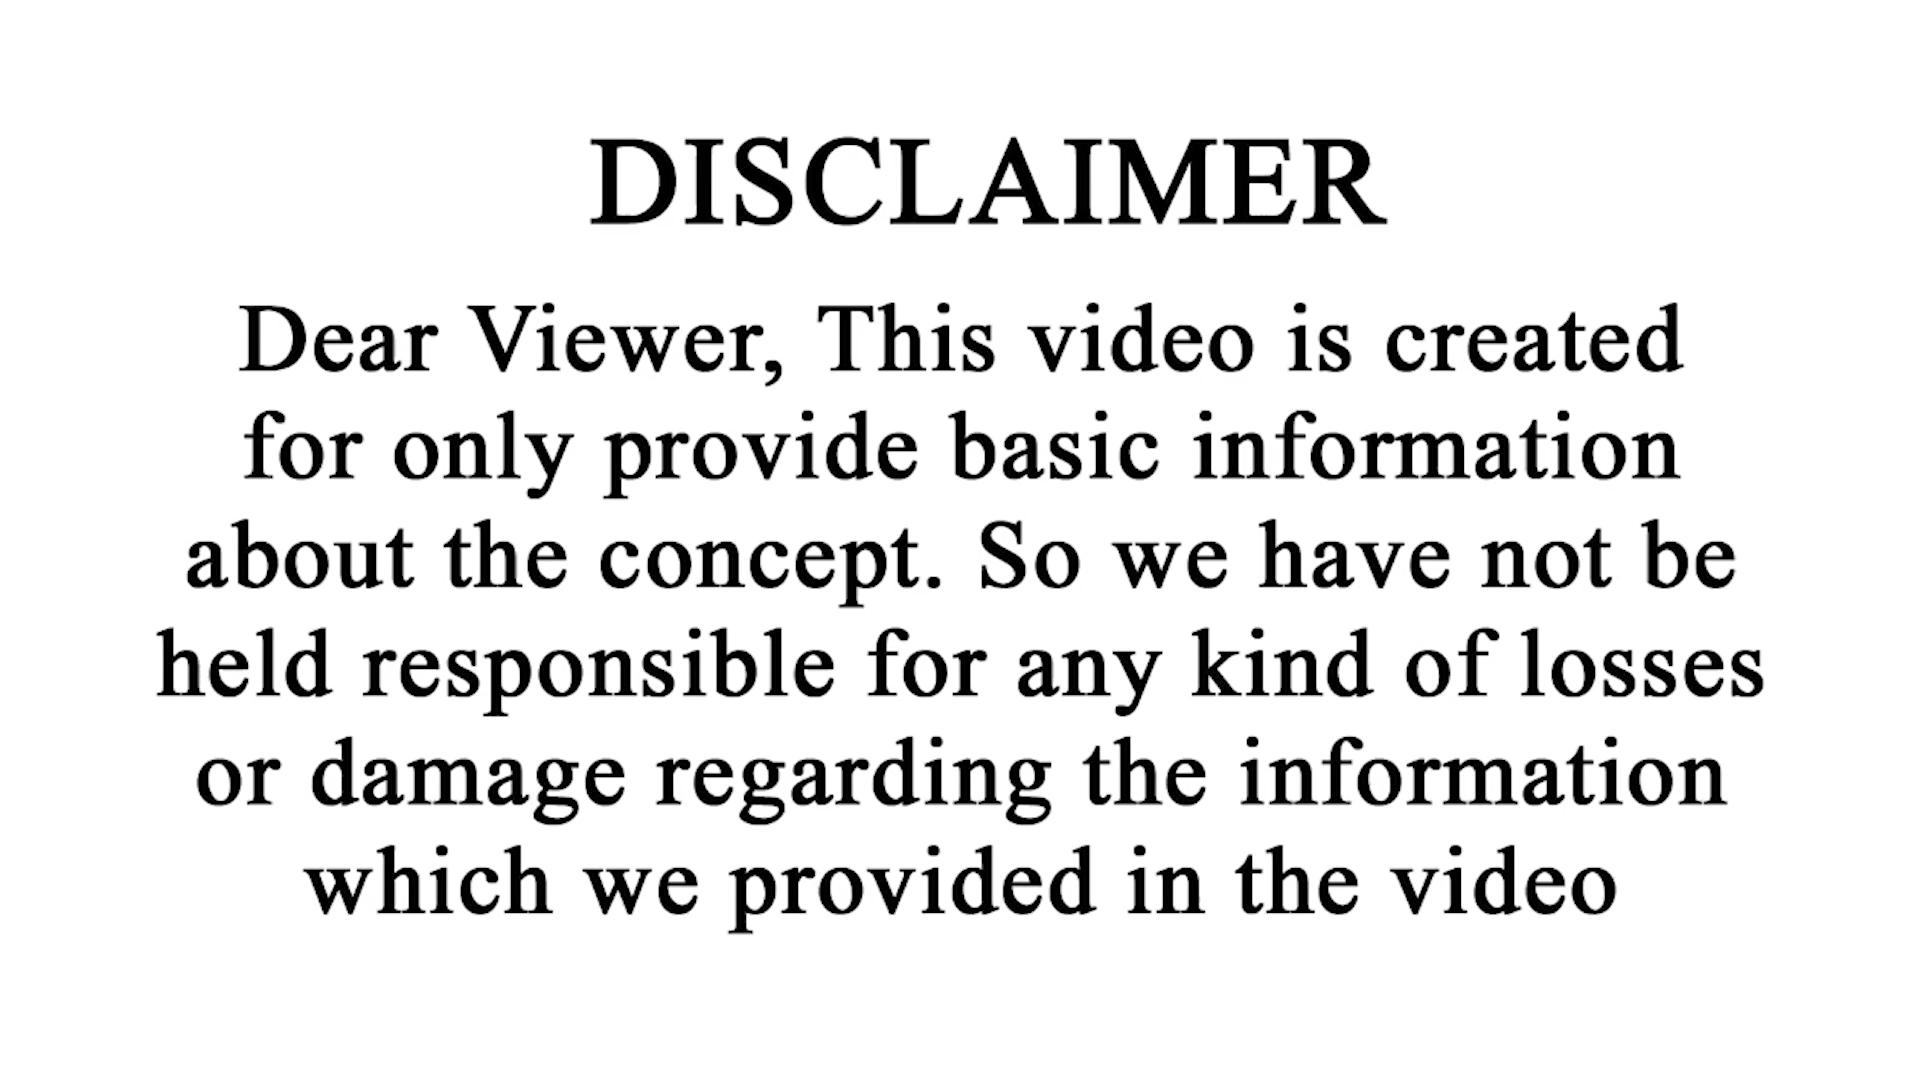 DISCLAIMER
Dear Viewer, This video is created
for only provide basic information
about the concept. So we have not be
held responsible for any kind of losses
or damage regarding the information
which we provided in the video